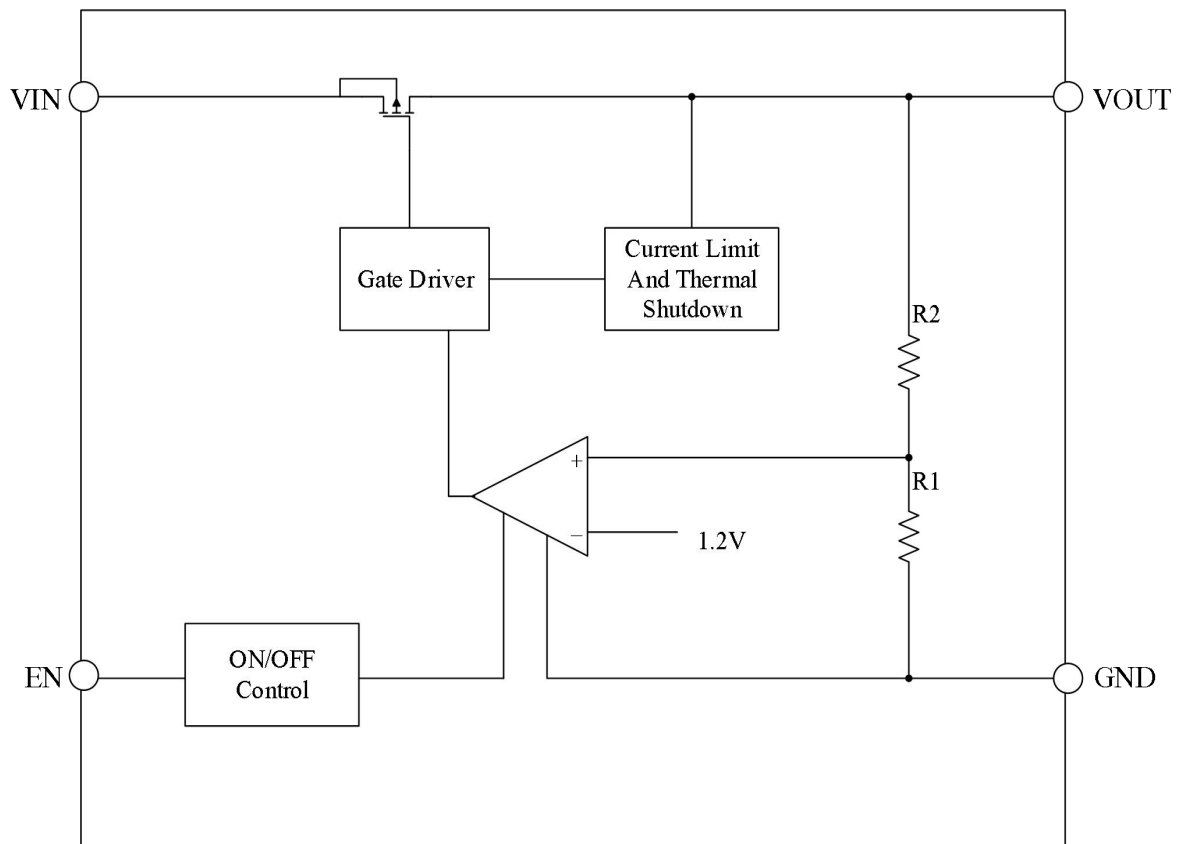 VIN
VOUT
Gate Driver
Current Limit
And Thermal
Shutdown
R2
+
R1
−
1.2V
EN
ON/OFF
Control
GND